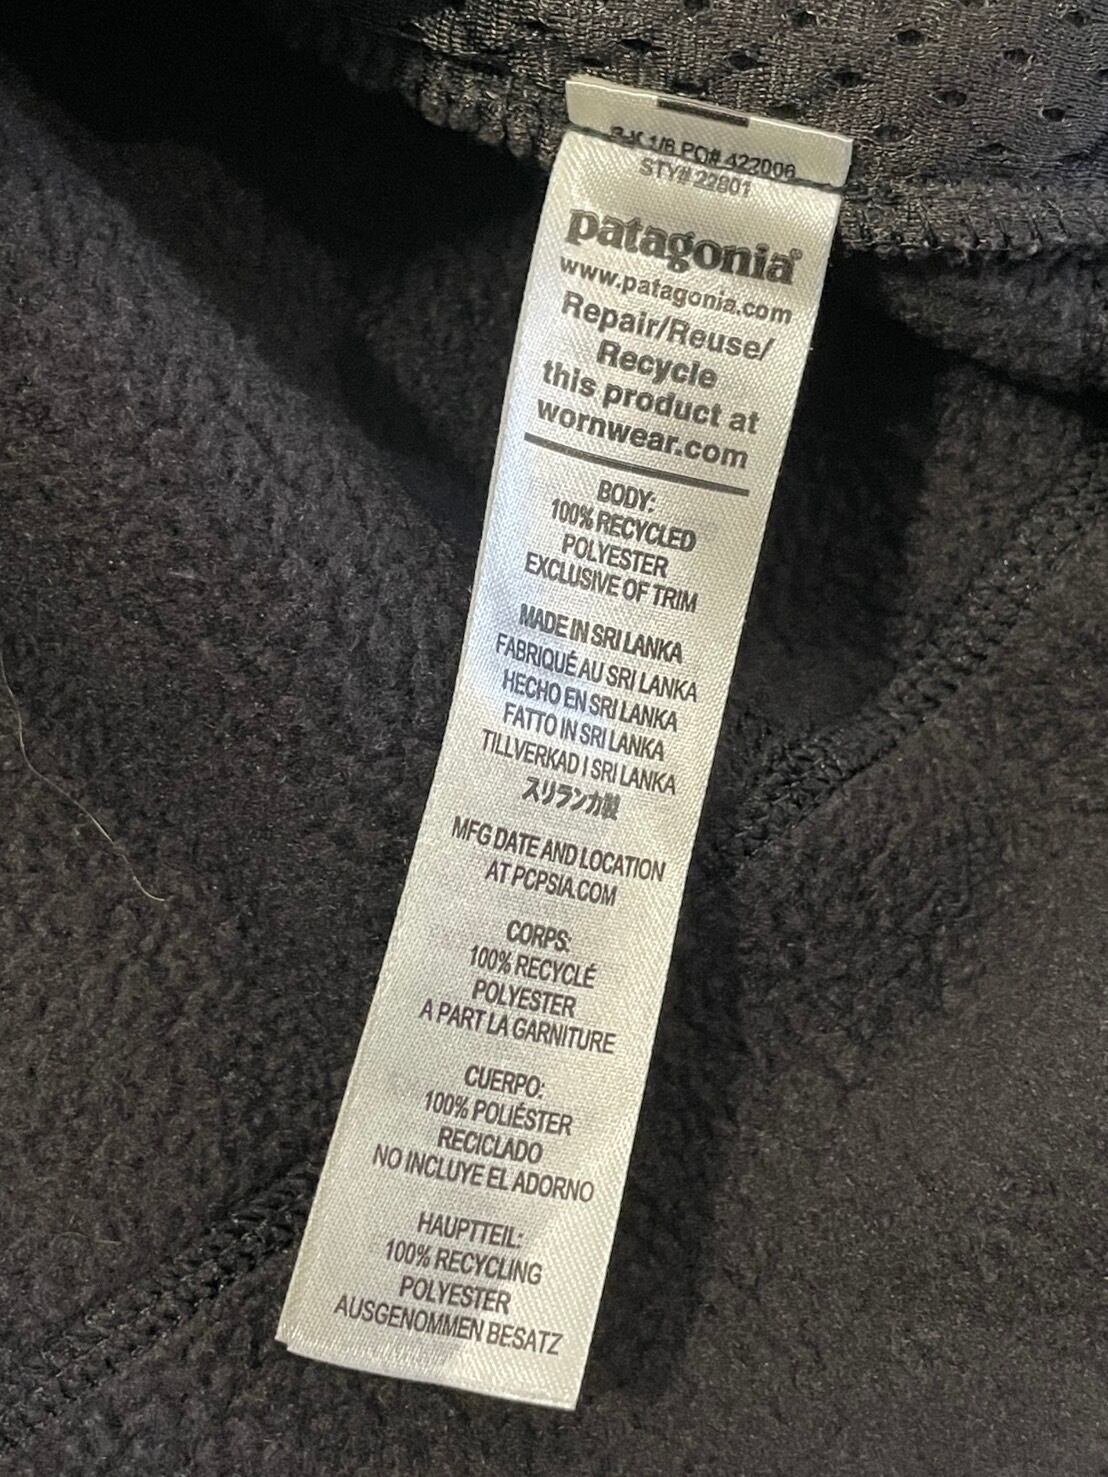 1/8 PO# 422006
STY# 22801
patagonia®
www.patagonia.com
Repair/Reuse/
Recycle
this product at
wornwear.com
BODY:
100% RECYCLED
POLYESTER
EXCLUSIVE OF TRIM
MADE IN SRI LANKA
FABRIQUÉ AU SRI LANKA
HECHO EN SRI LANKA
FATTO IN SRI LANKA
TILLVERKAD I SRI LANKA
スリランカ製
MFG DATE AND LOCATION
AT PCPSIA.COM
CORPS:
100% RECYCLÉ
POLYESTER
A PART LA GARNITURE
CUERPO:
100% POLIÉSTER
RECICLADO
NO INCLUYE EL ADORNO
HAUPTTEIL:
100% RECYCLING
POLYESTER
AUSGENOMMEN BESATZ